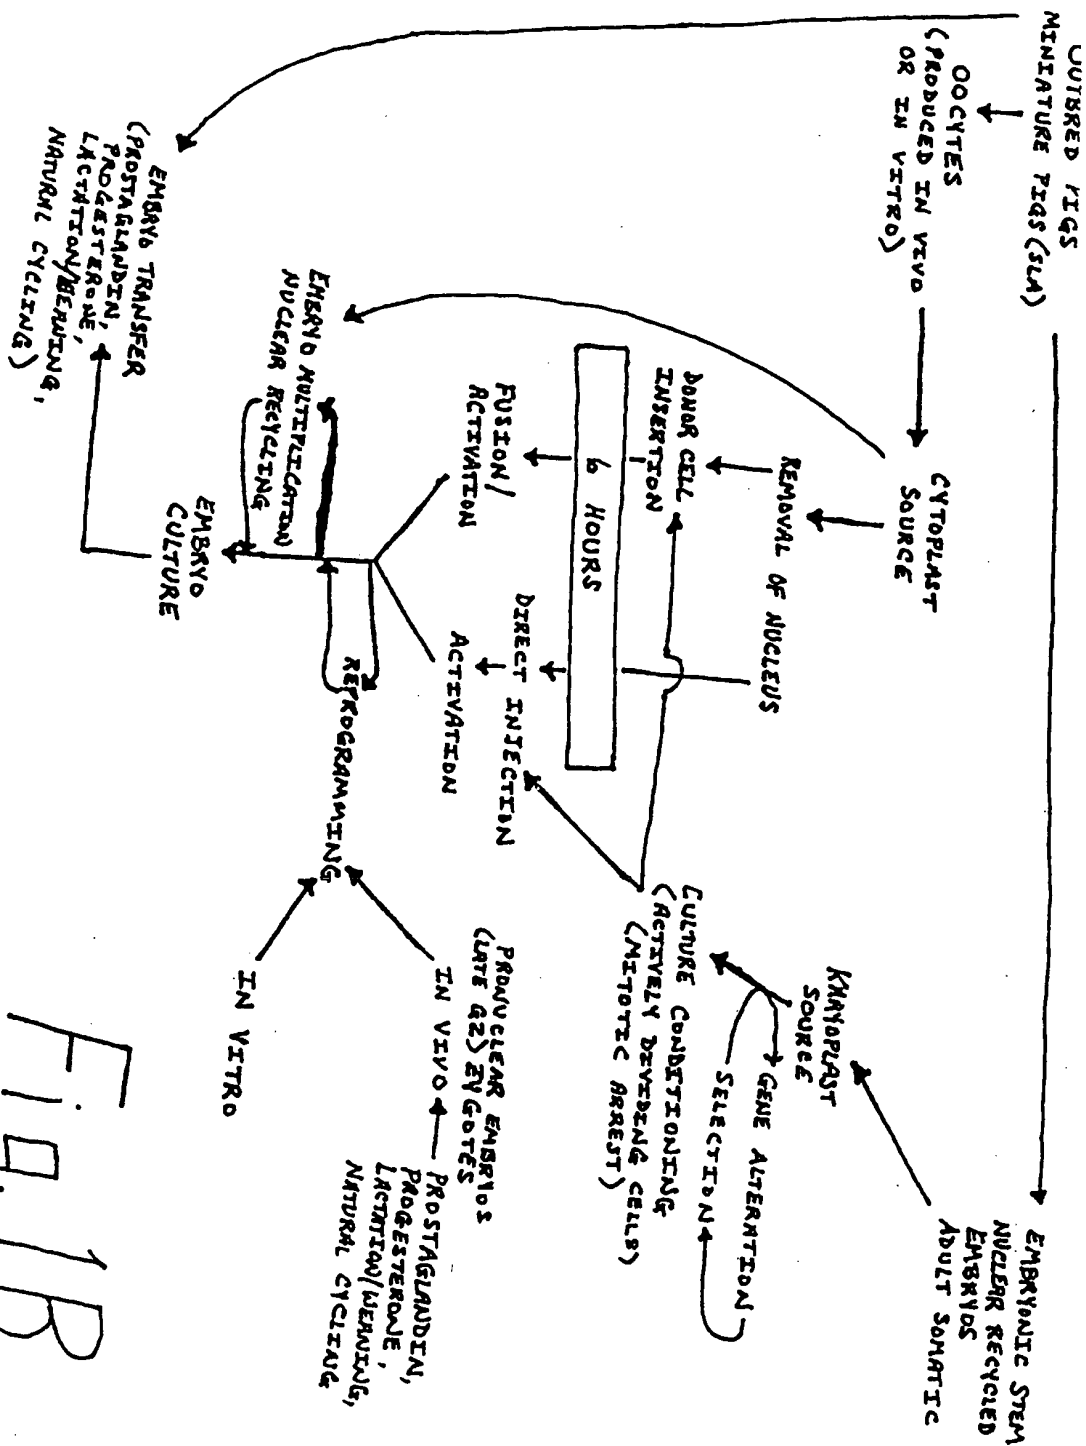 OUTBRED PIGS
MINIATURE PIGS (SLA)
OOCYTES
(PRODUCED IN VIVO
OR IN VITRO)
CYTOPLAST
SOURCE
REMOVAL OF NUCLEUS
DONOR CELL
INSERTION
6 HOURS
FUSION/
ACTIVATION
DIRECT INJECTION
ACTIVATION
EMBRYO MULTIPLICATION
NUCLEAR RECYCLING
EMBRYO
CULTURE
EMBRYO TRANSFER
(PROSTAGLANDIN,
PROGESTERONE,
LACTATION/WEANING,
NATURAL CYCLING)
EMBRYONIC STEM
NUCLEAR RECYCLED
EMBRYOS
ADULT SOMATIC
KARYOPLAST
SOURCE
GENE ALTERATION
SELECTION
CULTURE CONDITIONING
(ACTIVELY DIVIDING CELLS)
(MITOTIC ARREST)
REPROGRAMMING
PRONUCLEAR EMBRYOS
(LATE G2) ZYGOTES
IN VIVO
PROSTAGLANDIN,
PROGESTERONE,
LACTATION/WEANING,
NATURAL CYCLING
IN VITRO
Fig. 1B